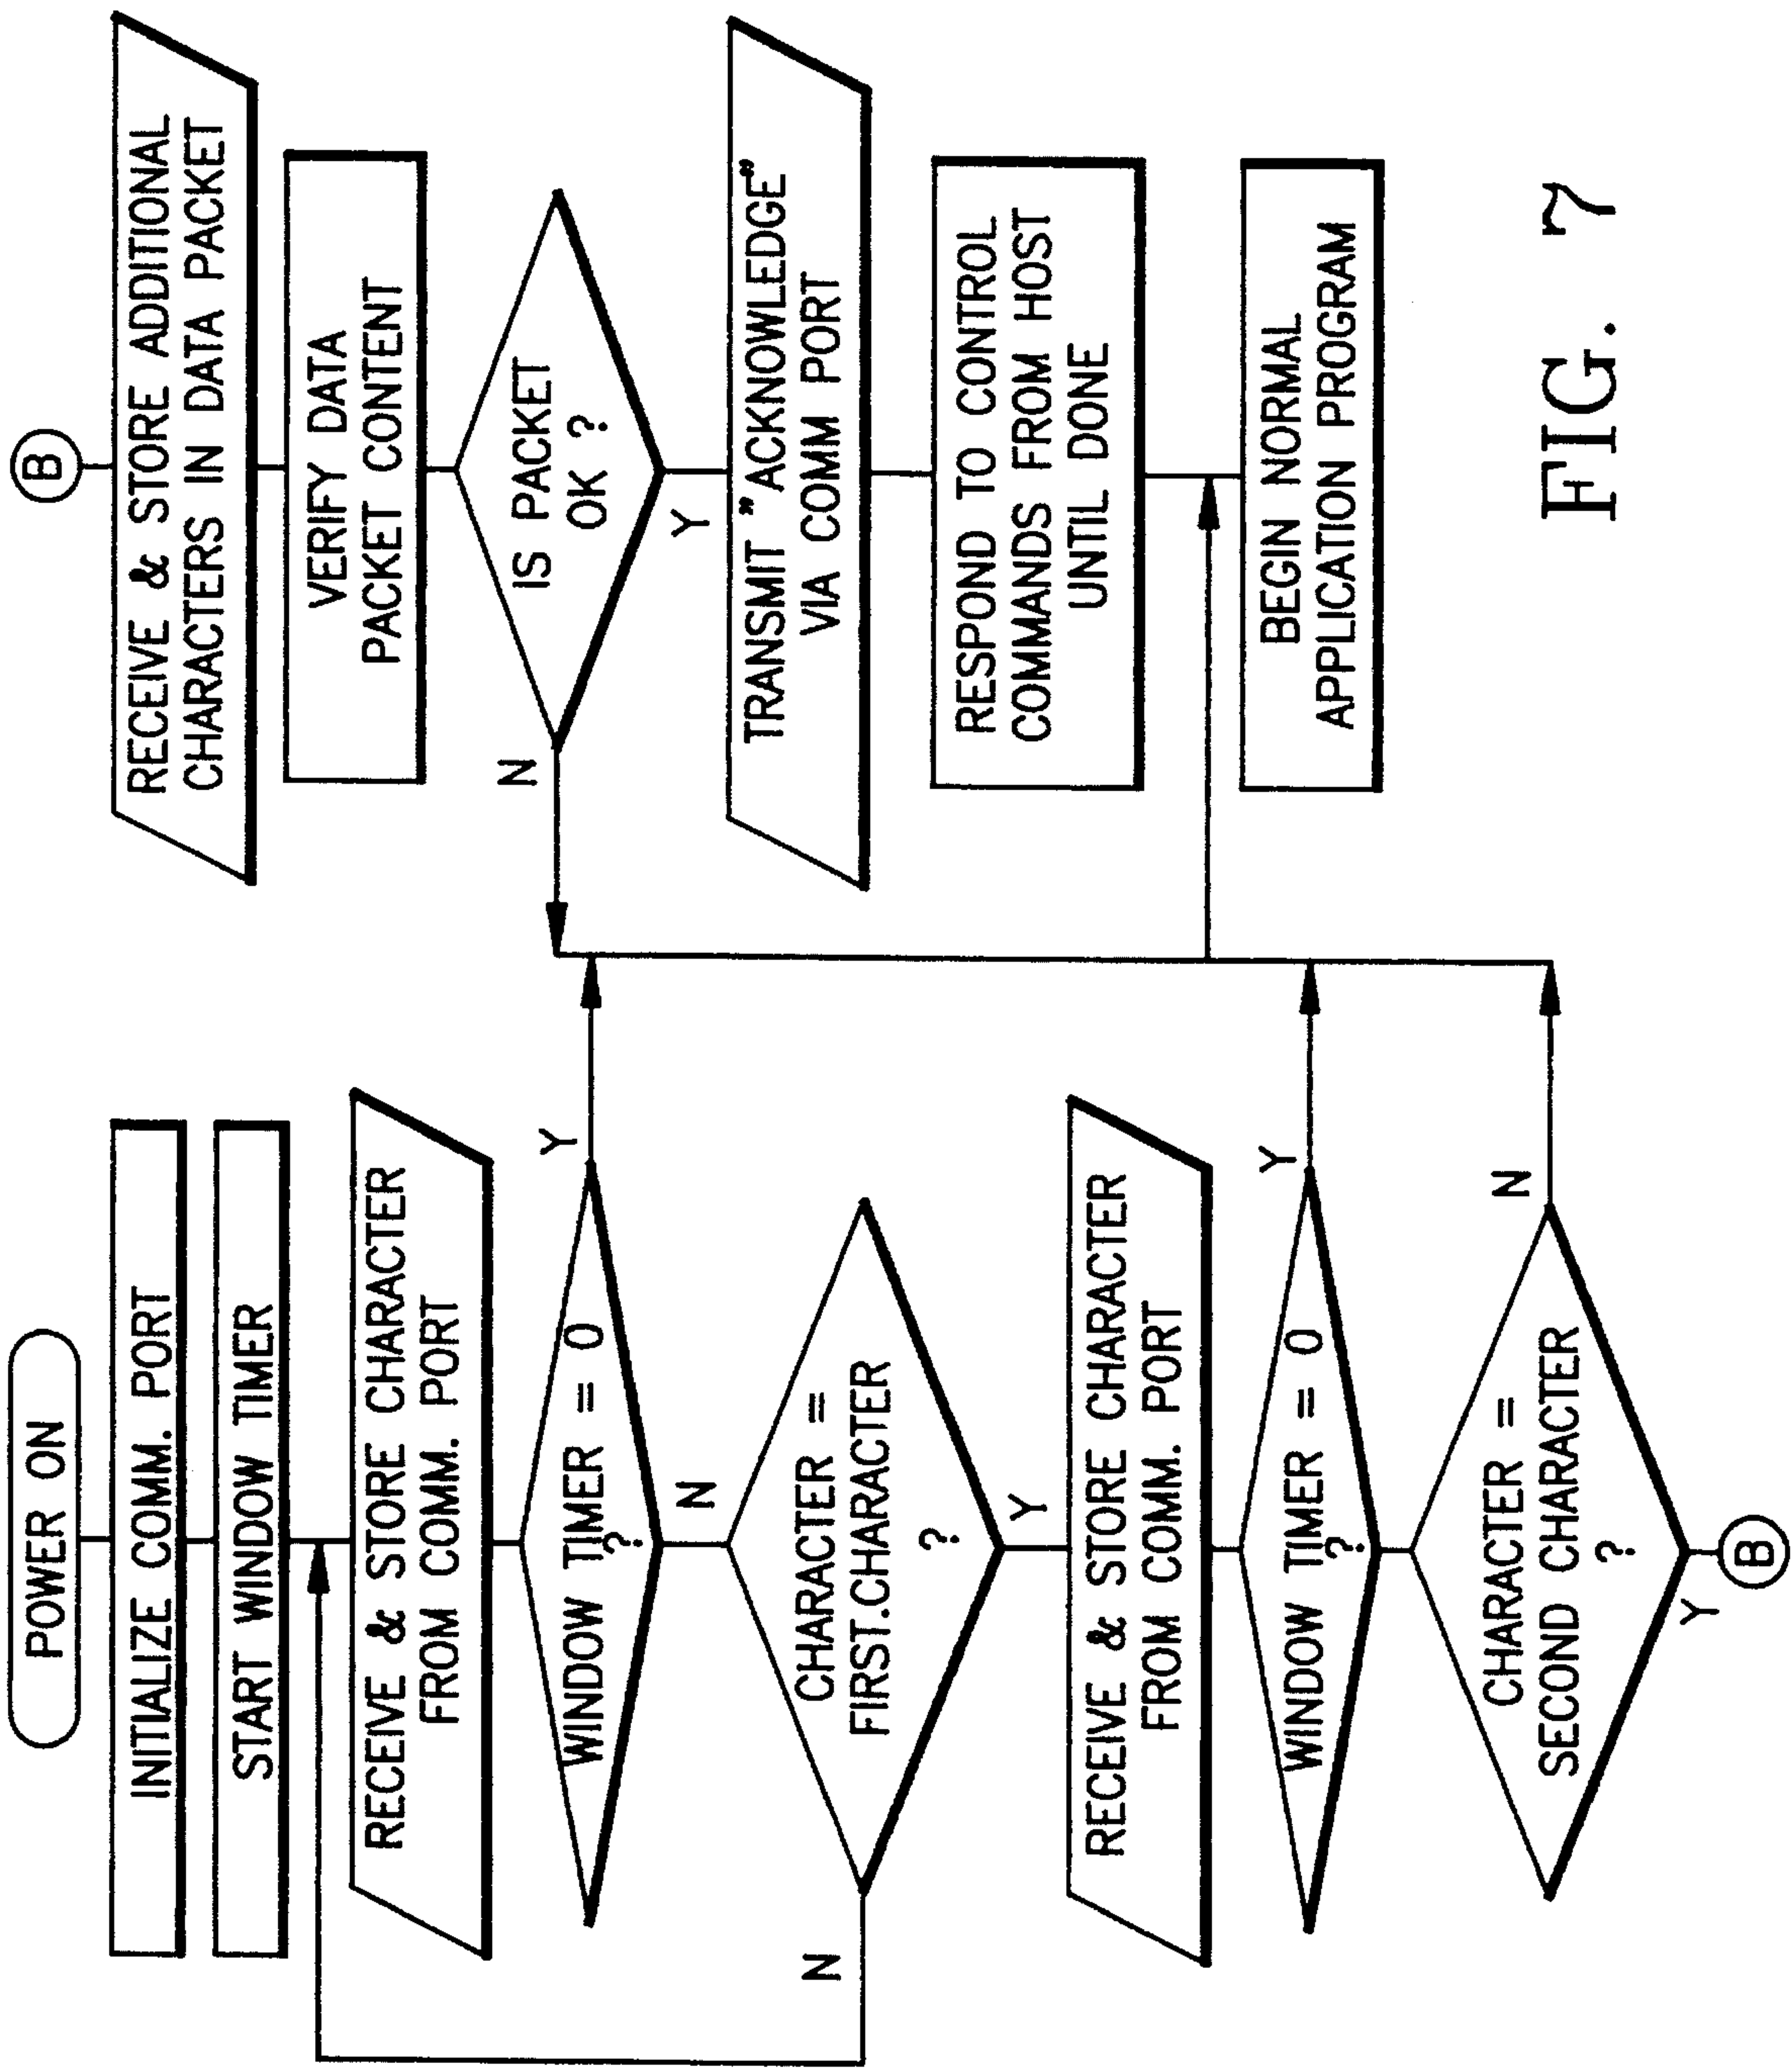 POWER ON
INITIALIZE COMM. PORT
START WINDOW TIMER
RECEIVE & STORE CHARACTER
FROM COMM. PORT
WINDOW TIMER = 0
?
Y
N
CHARACTER =
FIRST.CHARACTER
?
N
Y
RECEIVE & STORE CHARACTER
FROM COMM. PORT
WINDOW TIMER = 0
?
Y
CHARACTER =
SECOND CHARACTER
?
N
Y
B
B
RECEIVE & STORE ADDITIONAL
CHARACTERS IN DATA PACKET
VERIFY DATA
PACKET CONTENT
IS PACKET
OK ?
N
Y
TRANSMIT "ACKNOWLEDGE"
VIA COMM PORT
RESPOND TO CONTROL
COMMANDS FROM HOST
UNTIL DONE
BEGIN NORMAL
APPLICATION PROGRAM
FIG. 7